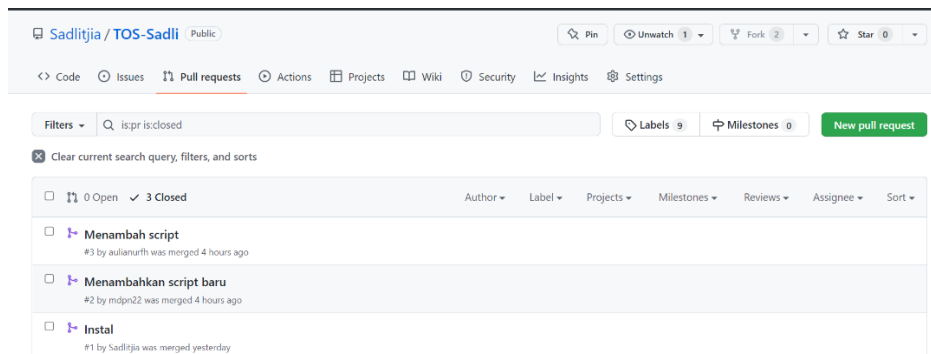 Sadlitjia / TOS-Sadli Public
Pin Unwatch 1 Fork 2 Star 0
<> Code Issues Pull requests Actions Projects Wiki Security Insights Settings
Filters is:pr is:closed Labels 9 Milestones 0 New pull request
Clear current search query, filters, and sorts
0 Open 3 Closed Author Label Projects Milestones Reviews Assignee Sort
Menambah script
#3 by aulianurfh was merged 4 hours ago
Menambahkan script baru
#2 by mdpn22 was merged 4 hours ago
Instal
#1 by Sadlitjia was merged yesterday